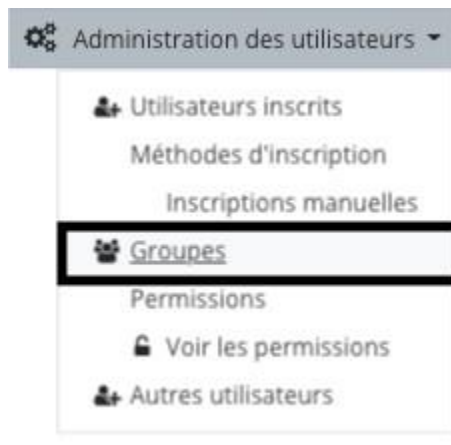 Administration des utilisateurs
Utilisateurs inscrits
Méthodes d'inscription
Inscriptions manuelles
Groupes
Permissions
Voir les permissions
Autres utilisateurs